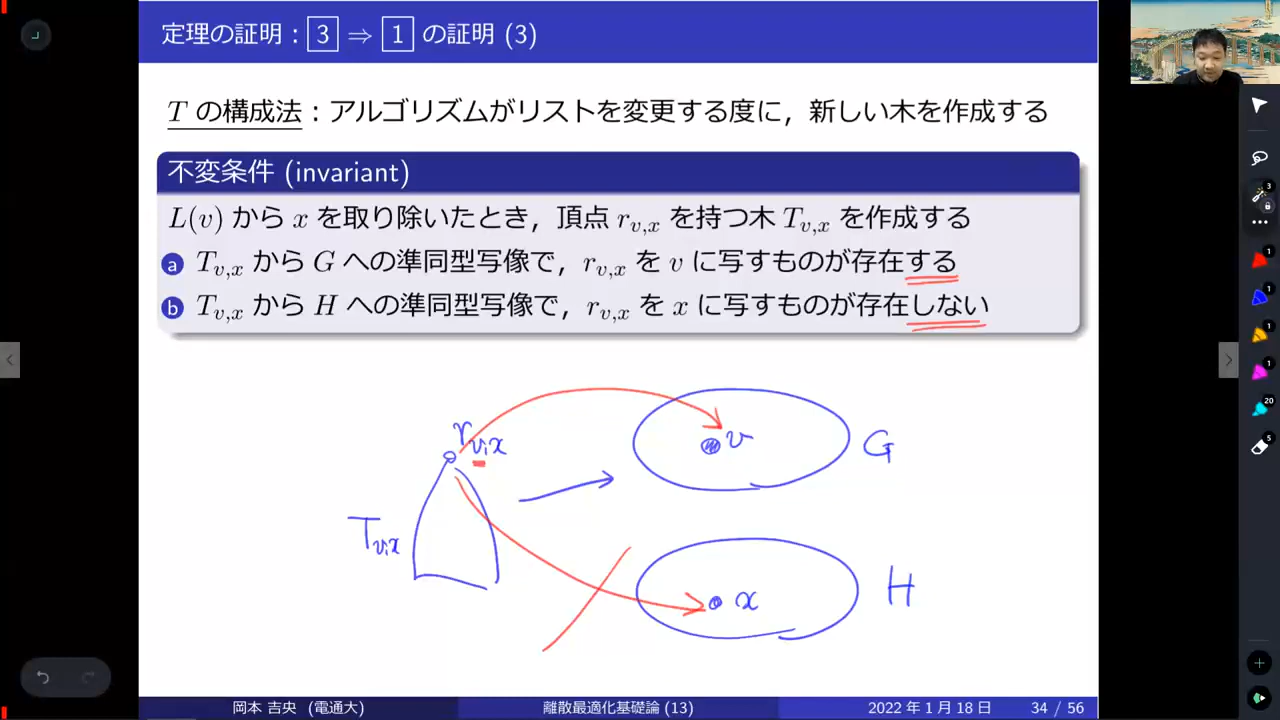 定理の証明 : 3 ⇒ 1 の証明 (3)
T の構成法 : アルゴリズムがリストを変更する度に，新しい木を作成する
不変条件 (invariant)
L(v) から x を取り除いたとき，頂点 r_{v,x} を持つ木 T_{v,x} を作成する
a T_{v,x} から G への準同型写像で，r_{v,x} を v に写すものが存在する
b T_{v,x} から H への準同型写像で，r_{v,x} を x に写すものが存在しない
r_{v,x}
v
G
T_{v,x}
x
H
岡本 吉央 (電通大) 離散最適化基礎論 (13) 2022 年 1 月 18 日 34 / 56
3
1
1
1
1
20
5